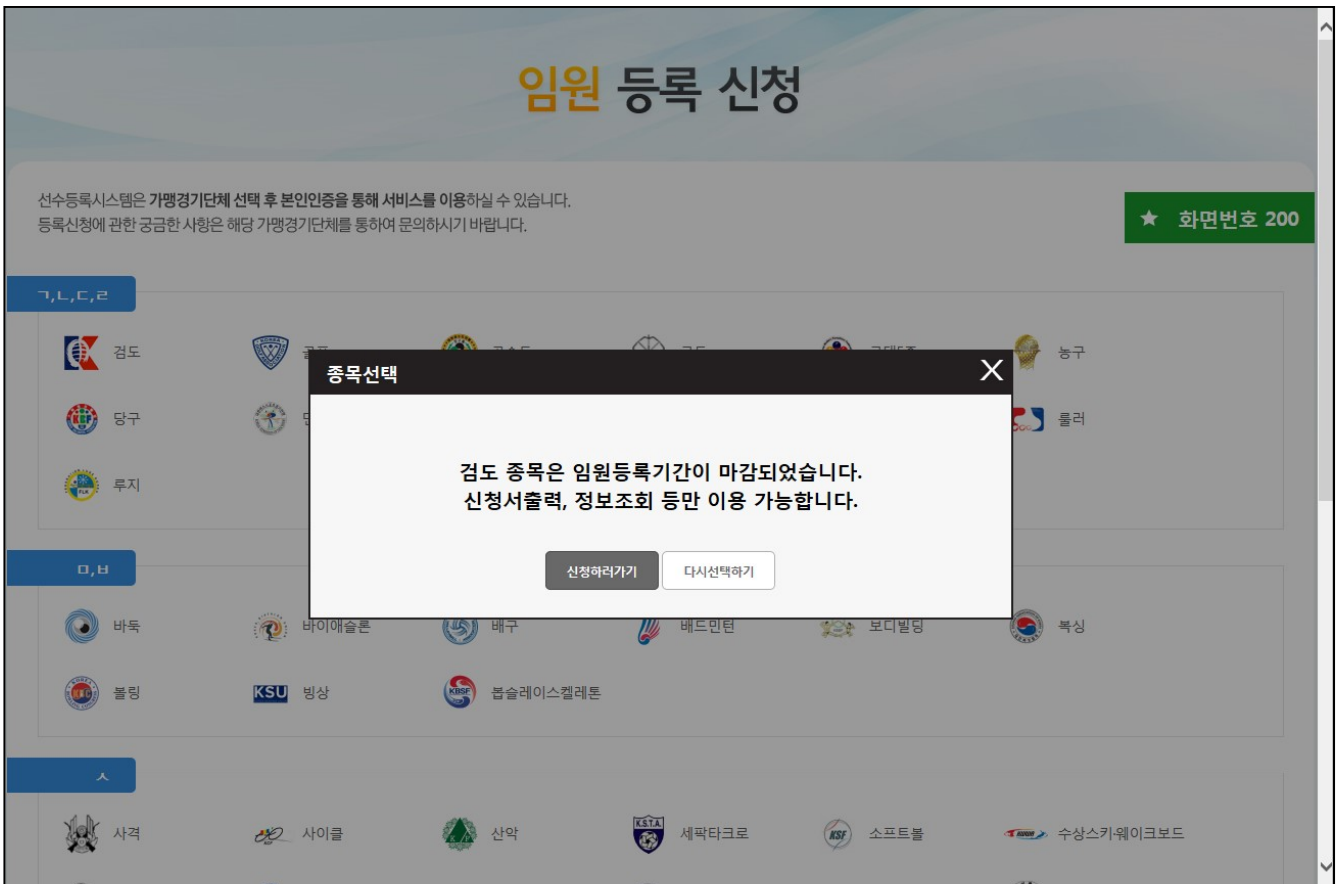 임원 등록 신청
선수등록시스템은 가맹경기단체 선택 후 본인인증을 통해 서비스를 이용하실 수 있습니다.
등록신청에 관한 궁금한 사항은 해당 가맹경기단체를 통하여 문의하시기 바랍니다.
★ 화면번호 200
ㄱ,ㄴ,ㄷ,ㄹ
검도
농구
종목선택 X
당구
롤러
루지
검도 종목은 임원등록기간이 마감되었습니다.
신청서출력, 정보조회 등만 이용 가능합니다.
신청하러가기 다시선택하기
ㅁ,ㅂ
바둑 바이애슬론 배구 배드민턴 보디빌딩 복싱
볼링 KSU 빙상 KBSF 봅슬레이스켈레톤
ㅅ
사격 사이클 산악 K.S.T.A. 세팍타크로 KSF 소프트볼 수상스키·웨이크보드